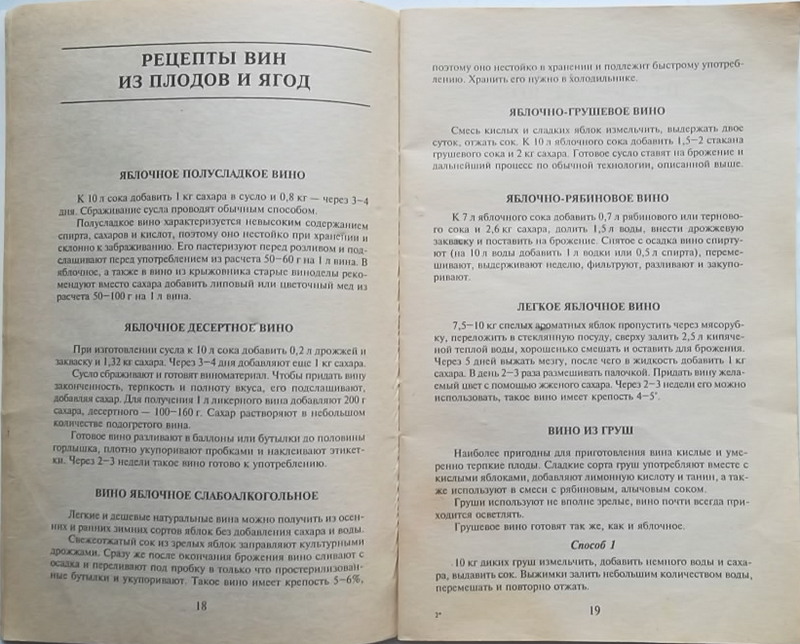 РЕЦЕПТЫ ВИН
ИЗ ПЛОДОВ И ЯГОД
ЯБЛОЧНОЕ ПОЛУСЛАДКОЕ ВИНО
К 10 л сока добавить 1 кг сахара в сусло и 0,8 кг — через 3–4
дня. Сбраживание сусла проводят обычным способом.
Полусладкое вино характеризуется невысоким содержанием
спирта, сахаров и кислот, поэтому оно нестойко при хранении и
склонно к забраживанию. Его пастеризуют перед розливом и под-
слащивают перед употреблением из расчета 50–60 г на 1 л вина. В
яблочное, а также в вино из крыжовника старые виноделы реко-
мендуют вместо сахара добавить липовый или цветочный мед из
расчета 50–100 г на 1 л вина.
ЯБЛОЧНОЕ ДЕСЕРТНОЕ ВИНО
При изготовлении сусла к 10 л сока добавить 0,2 л дрожжей и
закваску и 1,32 кг сахара. Через 3–4 дня добавляют еще 1 кг сахара.
Сусло сбраживают и готовят виноматериал. Чтобы придать вину
законченность, терпкость и полноту вкуса, его подслащивают,
добавляя сахар. Для получения 1 л ликерного вина добавляют 200 г
сахара, десертного — 100–160 г. Сахар растворяют в небольшом
количестве подогретого вина.
Готовое вино разливают в баллоны или бутылки до половины
горлышка, плотно укупоривают пробками и наклеивают этикет-
ки. Через 2–3 недели такое вино готово к употреблению.
ВИНО ЯБЛОЧНОЕ СЛАБОАЛКОГОЛЬНОЕ
Легкие и дешевые натуральные вина можно получить из осен-
них и ранних зимних сортов яблок без добавления сахара и воды.
Свежеотжатый сок из зрелых яблок заправляют культурными
дрожжами. Сразу же после окончания брожения вино сливают с
осадка и переливают под пробку в только что простерилизован-
ные бутылки и укупоривают. Такое вино имеет крепость 5–6%,
18
поэтому оно нестойко в хранении и подлежит быстрому употреб-
лению. Хранить его нужно в холодильнике.
ЯБЛОЧНО-ГРУШЕВОЕ ВИНО
Смесь кислых и сладких яблок измельчить, выдержать двое
суток, отжать сок. К 10 л яблочного сока добавить 1,5–2 стакана
грушевого сока и 2 кг сахара. Готовое сусло ставят на брожение и
дальнейший процесс по обычной технологии, описанной выше.
ЯБЛОЧНО-РЯБИНОВОЕ ВИНО
К 7 л яблочного сока добавить 0,7 л рябинового или терново-
го сока и 2,6 кг сахара, долить 1,5 л воды, внести дрожжевую
закваску и поставить на брожение. Снятое с осадка вино спирту-
ют (на 10 л воды добавить 1 л водки или 0,5 л спирта), переме-
шивают, выдерживают неделю, фильтруют, разливают и закупо-
ривают.
ЛЕГКОЕ ЯБЛОЧНОЕ ВИНО
7,5–10 кг спелых ароматных яблок пропустить через мясоруб-
ку, переложить в стеклянную посуду, сверху залить 2,5 л кипяче-
ной теплой воды, хорошенько смешать и оставить для брожения.
Через 5 дней выжать мезгу, после чего в жидкость добавить 1 кг
сахара. В день 2–3 раза размешивать палочкой. Придать вину жела-
емый цвет с помощью жженого сахара. Через 2–3 недели его можно
использовать, такое вино имеет крепость 4–5°.
ВИНО ИЗ ГРУШ
Наиболее пригодны для приготовления вина кислые и уме-
ренно терпкие плоды. Сладкие сорта груш употребляют вместе с
кислыми яблоками, добавляют лимонную кислоту и танин, а так-
же используют в смеси с рябиновым, алычовым соком.
Груши используют не вполне зрелые, вино почти всегда при-
ходится осветлять.
Грушевое вино готовят так же, как и яблочное.
Способ 1
10 кг диких груш измельчить, добавить немного воды и саха-
ра, выдавить сок. Выжимки залить небольшим количеством воды,
перемешать и повторно отжать.
2*
19